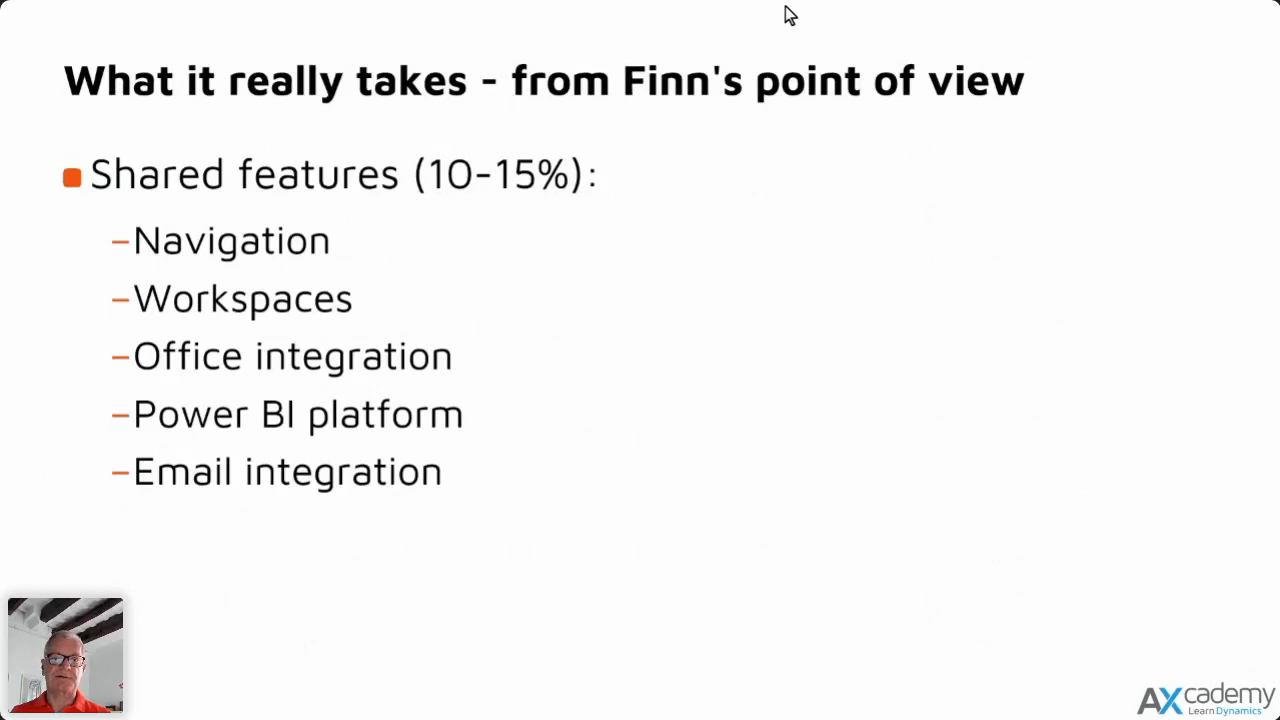 What it really takes - from Finn's point of view
Shared features (10-15%):
–Navigation
–Workspaces
–Office integration
–Power BI platform
–Email integration
AXcademy
Learn Dynamics